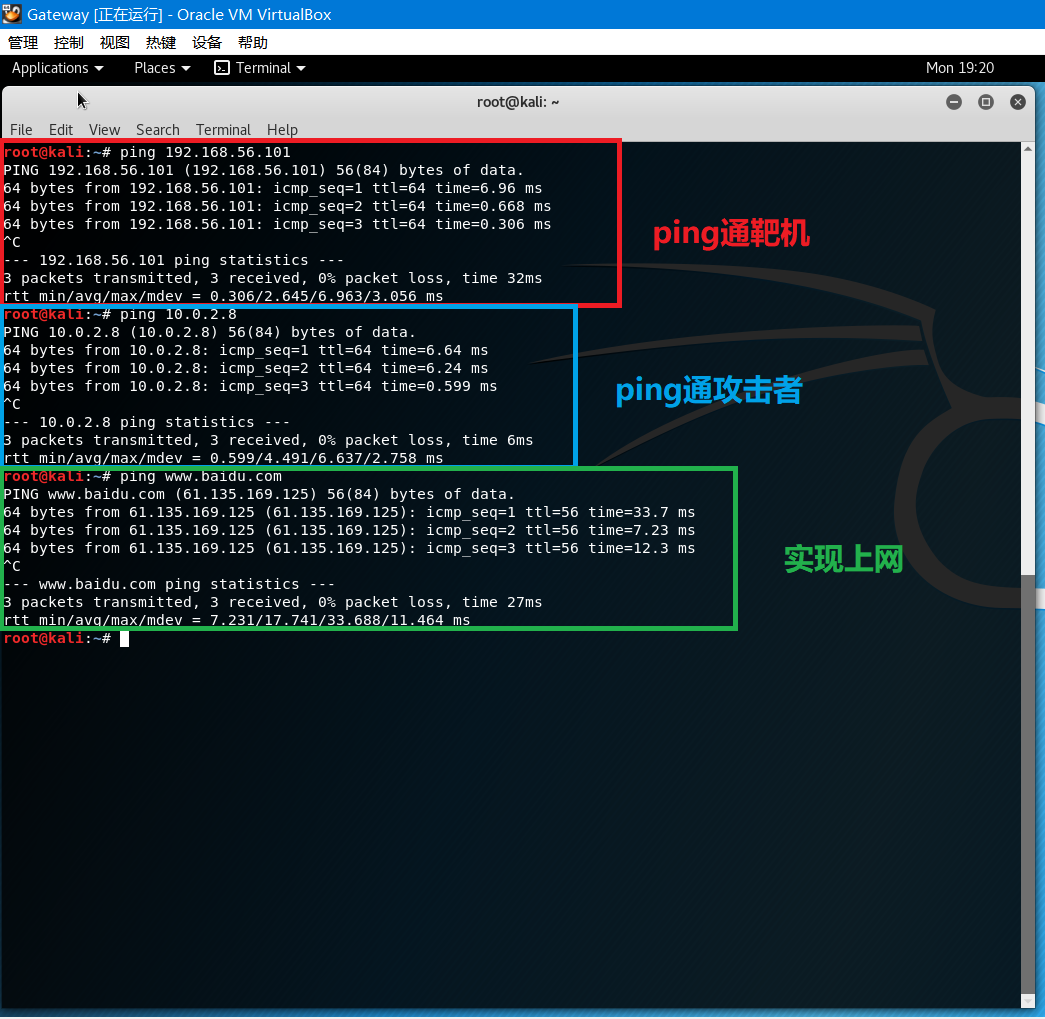 Gateway [正在运行] - Oracle VM VirtualBox
管理 控制 视图 热键 设备 帮助
Applications Places Terminal Mon 19:20
root@kali: ~
File Edit View Search Terminal Help
root@kali:~# ping 192.168.56.101
PING 192.168.56.101 (192.168.56.101) 56(84) bytes of data.
64 bytes from 192.168.56.101: icmp_seq=1 ttl=64 time=6.96 ms
64 bytes from 192.168.56.101: icmp_seq=2 ttl=64 time=0.668 ms
64 bytes from 192.168.56.101: icmp_seq=3 ttl=64 time=0.306 ms
^C
--- 192.168.56.101 ping statistics ---
3 packets transmitted, 3 received, 0% packet loss, time 32ms
rtt min/avg/max/mdev = 0.306/2.645/6.963/3.056 ms
ping通靶机
root@kali:~# ping 10.0.2.8
PING 10.0.2.8 (10.0.2.8) 56(84) bytes of data.
64 bytes from 10.0.2.8: icmp_seq=1 ttl=64 time=6.64 ms
64 bytes from 10.0.2.8: icmp_seq=2 ttl=64 time=6.24 ms
64 bytes from 10.0.2.8: icmp_seq=3 ttl=64 time=0.599 ms
^C
--- 10.0.2.8 ping statistics ---
3 packets transmitted, 3 received, 0% packet loss, time 6ms
rtt min/avg/max/mdev = 0.599/4.491/6.637/2.758 ms
ping通攻击者
root@kali:~# ping www.baidu.com
PING www.baidu.com (61.135.169.125) 56(84) bytes of data.
64 bytes from 61.135.169.125 (61.135.169.125): icmp_seq=1 ttl=56 time=33.7 ms
64 bytes from 61.135.169.125 (61.135.169.125): icmp_seq=2 ttl=56 time=7.23 ms
64 bytes from 61.135.169.125 (61.135.169.125): icmp_seq=3 ttl=56 time=12.3 ms
^C
--- www.baidu.com ping statistics ---
3 packets transmitted, 3 received, 0% packet loss, time 27ms
rtt min/avg/max/mdev = 7.231/17.741/33.688/11.464 ms
实现上网
root@kali:~#